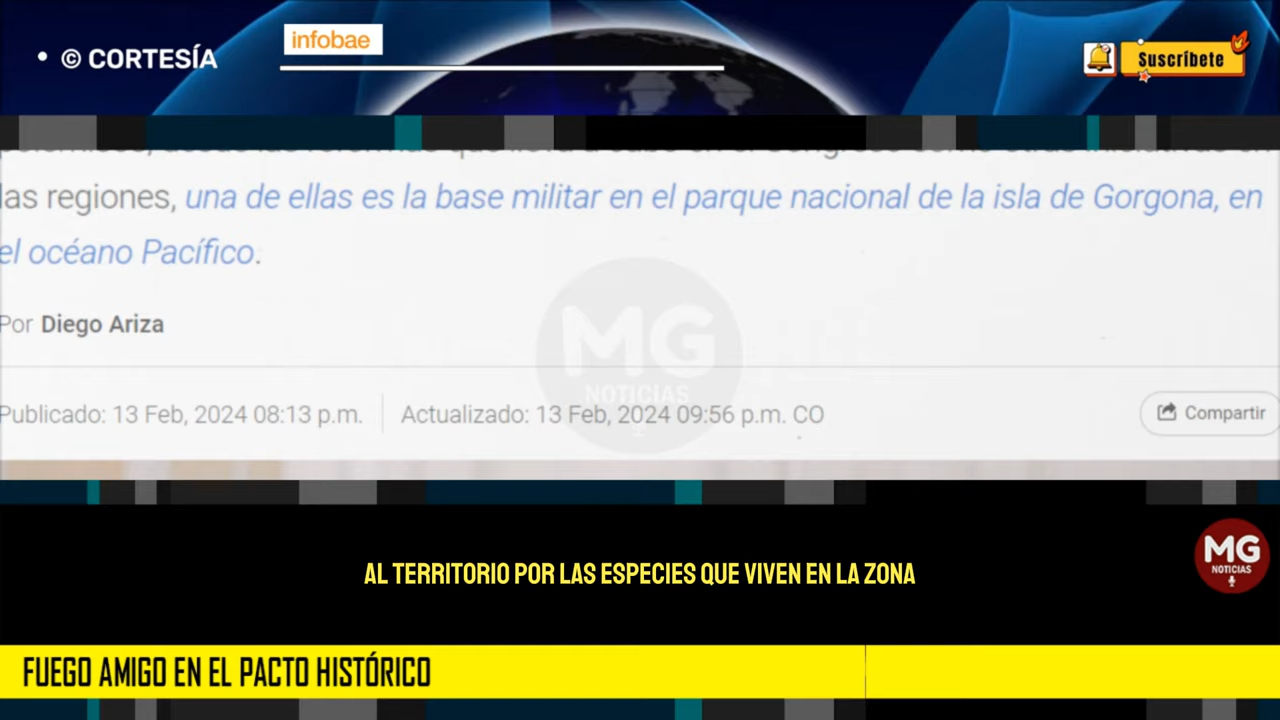 • © CORTESÍA
infobae
Suscríbete
las regiones, una de ellas es la base militar en el parque nacional de la isla de Gorgona, en
el océano Pacífico.
Por Diego Ariza
MG
NOTICIAS
Publicado: 13 Feb, 2024 08:13 p.m.
Actualizado: 13 Feb, 2024 09:56 p.m. CO
Compartir
AL TERRITORIO POR LAS ESPECIES QUE VIVEN EN LA ZONA
MG
NOTICIAS
FUEGO AMIGO EN EL PACTO HISTÓRICO